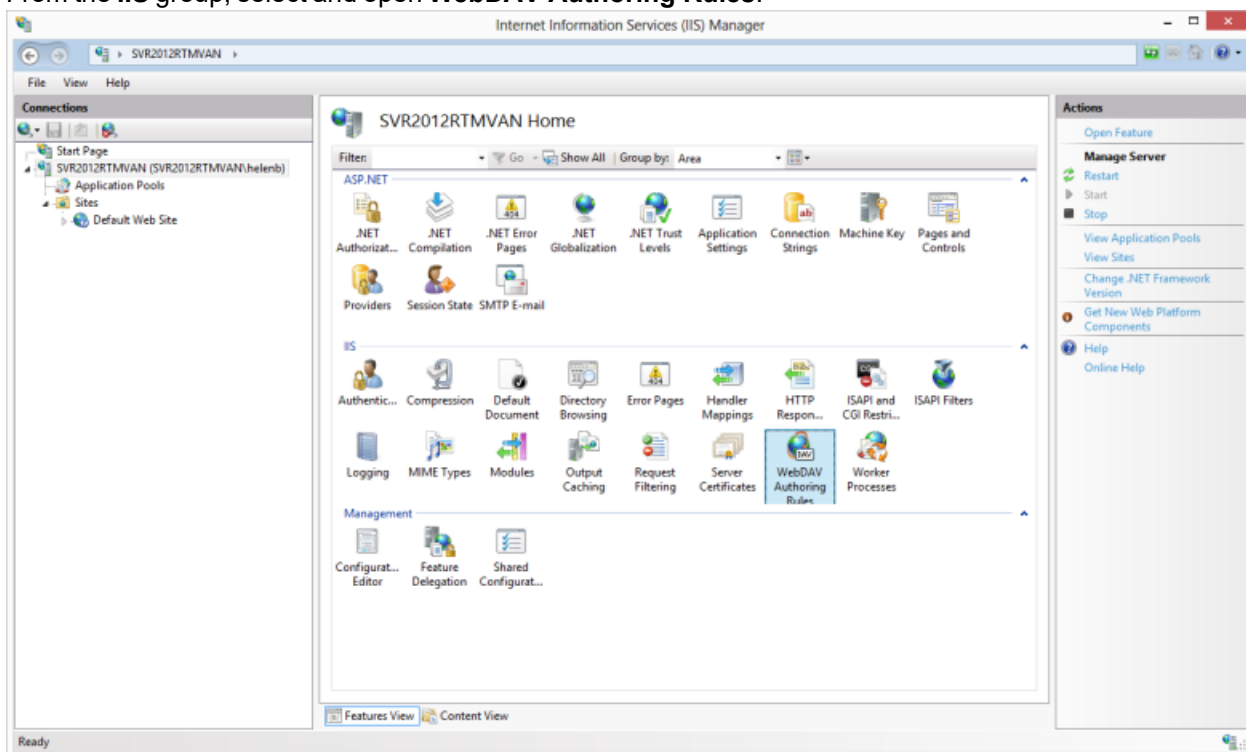 From the IIS group, select and open WebDAV Authoring Rules.
Internet Information Services (IIS) Manager
SVR2012RTMVAN
File View Help
Connections
Start Page
SVR2012RTMVAN (SVR2012RTMVAN\helenb)
Application Pools
Sites
Default Web Site
SVR2012RTMVAN Home
Filter: Go Show All Group by: Area
ASP.NET
.NET Authorizat...
.NET Compilation
.NET Error Pages
.NET Globalization
.NET Trust Levels
Application Settings
Connection Strings
Machine Key
Pages and Controls
Providers
Session State
SMTP E-mail
IIS
Authentic...
Compression
Default Document
Directory Browsing
Error Pages
Handler Mappings
HTTP Respon...
ISAPI and CGI Restri...
ISAPI Filters
Logging
MIME Types
Modules
Output Caching
Request Filtering
Server Certificates
WebDAV Authoring Rules
Worker Processes
Management
Configurat... Editor
Feature Delegation
Shared Configurat...
Features View Content View
Actions
Open Feature
Manage Server
Restart
Start
Stop
View Application Pools
View Sites
Change .NET Framework
Version
Get New Web Platform
Components
Help
Online Help
Ready